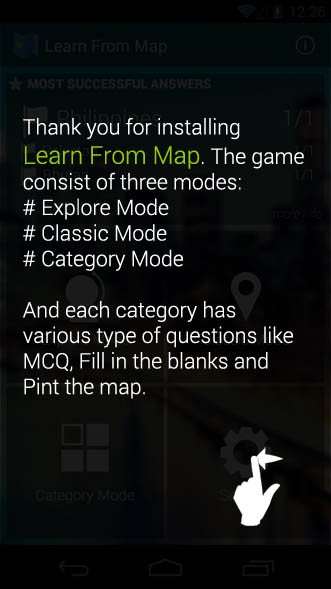 12:26
Learn From Map
MOST SUCCESSFUL ANSWERS
Philippines 1/1
Thank you for installing
Learn From Map. The game
consist of three modes:
# Explore Mode
# Classic Mode
# Category Mode
1/1
more info
And each category has
various type of questions like
MCQ, Fill in the blanks and
Pint the map.
Category Mode